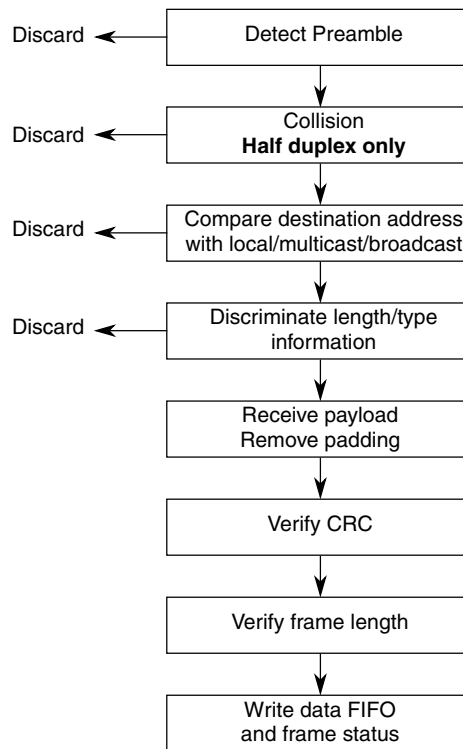 Discard
Detect Preamble
Discard
Collision
Half duplex only
Discard
Compare destination address
with local/multicast/broadcast
Discard
Discriminate length/type
information
Receive payload
Remove padding
Verify CRC
Verify frame length
Write data FIFO
and frame status